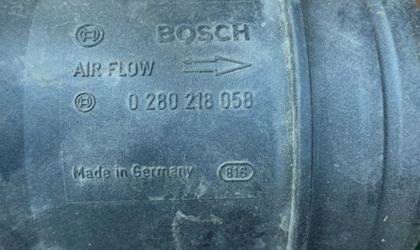 BOSCH
AIR FLOW
0 280 218 058
Made in Germany 816